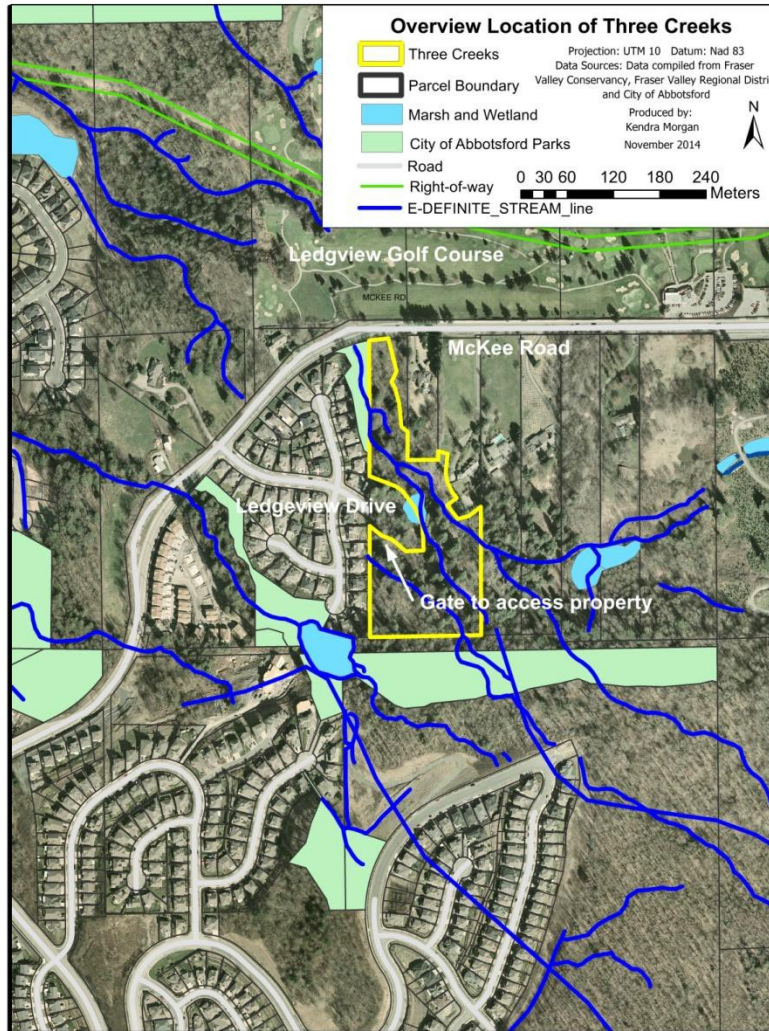 Overview Location of Three Creeks
Three Creeks
Parcel Boundary
Marsh and Wetland
City of Abbotsford Parks
Road
Right-of-way
E-DEFINITE_STREAM_line
Projection: UTM 10 Datum: Nad 83
Data Sources: Data compiled from Fraser
Valley Conservancy, Fraser Valley Regional Distri
and City of Abbotsford
Produced by:
Kendra Morgan
November 2014
N
0 30 60 120 180 240
Meters
Ledgview Golf Course
MCKEE RD
McKee Road
Ledgeview Drive
Gate to access property